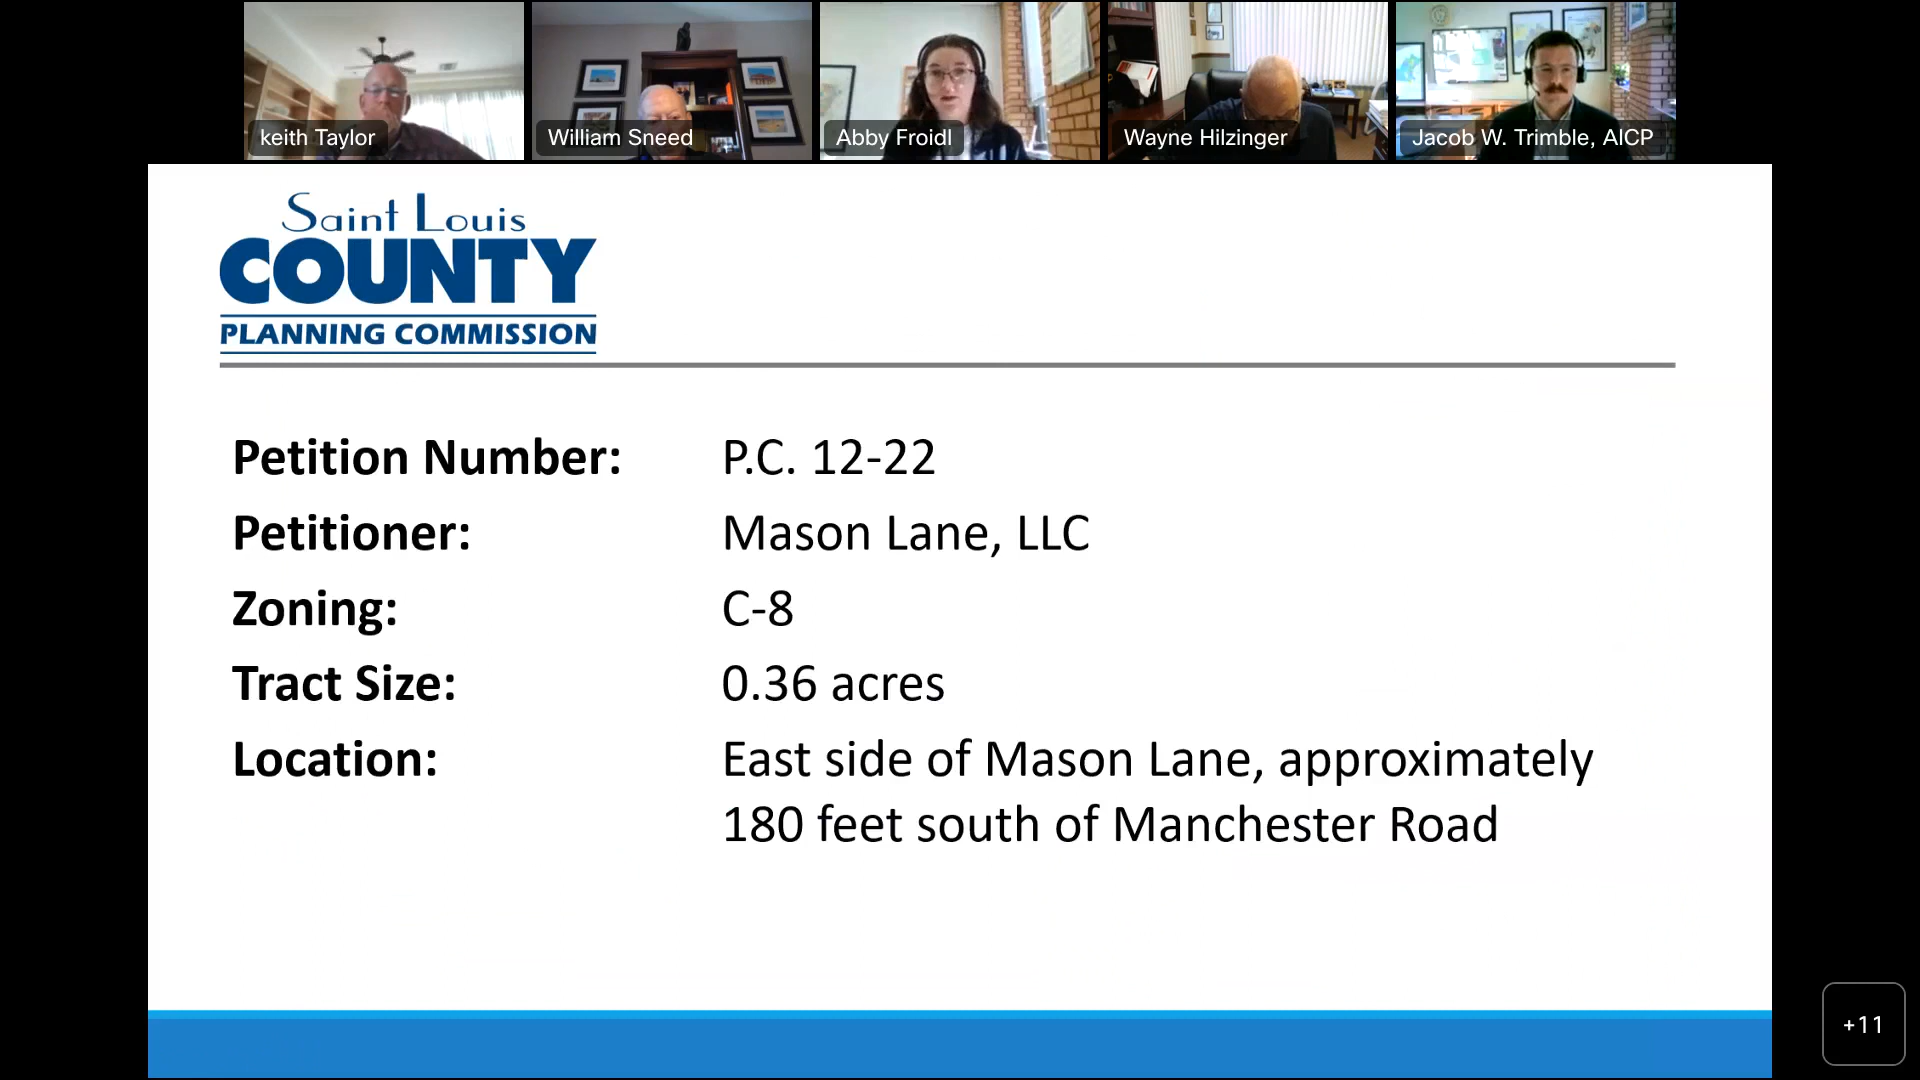 keith Taylor
William Sneed
Abby Froidl
Wayne Hilzinger
Jacob W. Trimble, AICP
Saint Louis
COUNTY
PLANNING COMMISSION
Petition Number: P.C. 12-22
Petitioner: Mason Lane, LLC
Zoning: C-8
Tract Size: 0.36 acres
Location: East side of Mason Lane, approximately
180 feet south of Manchester Road
+11